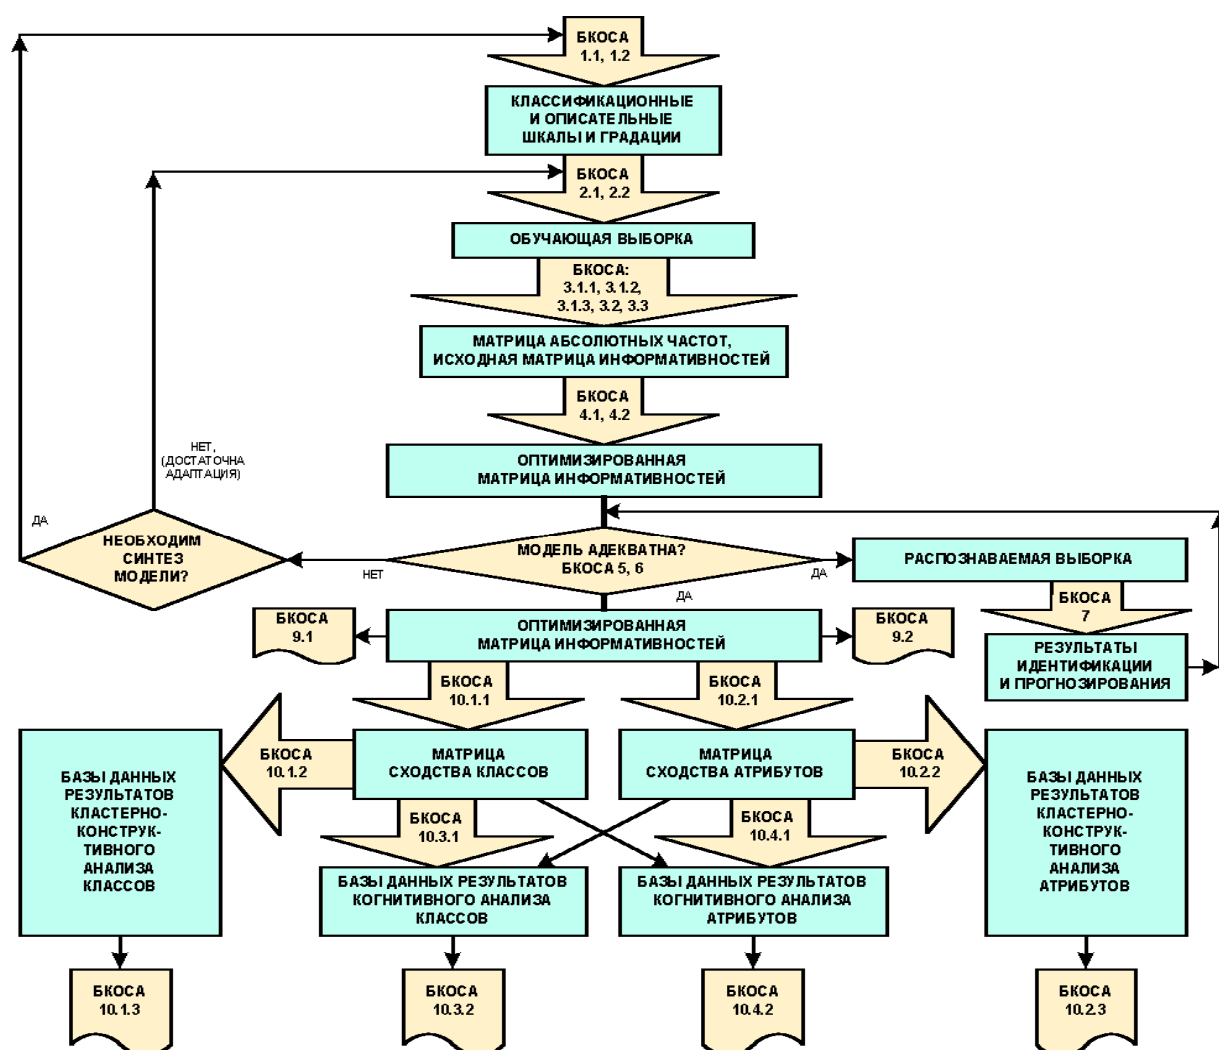 БКОСА
1.1, 1.2
КЛАССИФИКАЦИОННЫЕ
И ОПИСАТЕЛЬНЫЕ
ШКАЛЫ И ГРАДАЦИИ
БКОСА
2.1, 2.2
ОБУЧАЮЩАЯ ВЫБОРКА
БКОСА:
3.1.1, 3.1.2,
3.1.3, 3.2, 3.3
МАТРИЦА АБСОЛЮТНЫХ ЧАСТОТ,
ИСХОДНАЯ МАТРИЦА ИНФОРМАТИВНОСТЕЙ
БКОСА
4.1, 4.2
НЕТ,
(ДОСТАТОЧНА
АДАПТАЦИЯ)
ОПТИМИЗИРОВАННАЯ
МАТРИЦА ИНФОРМАТИВНОСТЕЙ
ДА
НЕОБХОДИМ
СИНТЕЗ
МОДЕЛИ?
НЕТ
МОДЕЛЬ АДЕКВАТНА?
БКОСА 5, 6
ДА
ДА
РАСПОЗНАВАЕМАЯ ВЫБОРКА
БКОСА
7
РЕЗУЛЬТАТЫ
ИДЕНТИФИКАЦИИ
И ПРОГНОЗИРОВАНИЯ
БКОСА
9.1
ОПТИМИЗИРОВАННАЯ
МАТРИЦА ИНФОРМАТИВНОСТЕЙ
БКОСА
9.2
БКОСА
10.1.1
БКОСА
10.2.1
БКОСА
10.1.2
МАТРИЦА
СХОДСТВА КЛАССОВ
МАТРИЦА
СХОДСТВА АТРИБУТОВ
БКОСА
10.2.2
БАЗЫ ДАННЫХ
РЕЗУЛЬТАТОВ
КЛАСТЕРНО-
КОНСТРУК-
ТИВНОГО
АНАЛИЗА
КЛАССОВ
БКОСА
10.3.1
БКОСА
10.4.1
БАЗЫ ДАННЫХ
РЕЗУЛЬТАТОВ
КЛАСТЕРНО-
КОНСТРУК-
ТИВНОГО
АНАЛИЗА
АТРИБУТОВ
БАЗЫ ДАННЫХ РЕЗУЛЬТАТОВ
КОГНИТИВНОГО АНАЛИЗА
КЛАССОВ
БАЗЫ ДАННЫХ РЕЗУЛЬТАТОВ
КОГНИТИВНОГО АНАЛИЗА
АТРИБУТОВ
БКОСА
10.1.3
БКОСА
10.3.2
БКОСА
10.4.2
БКОСА
10.2.3